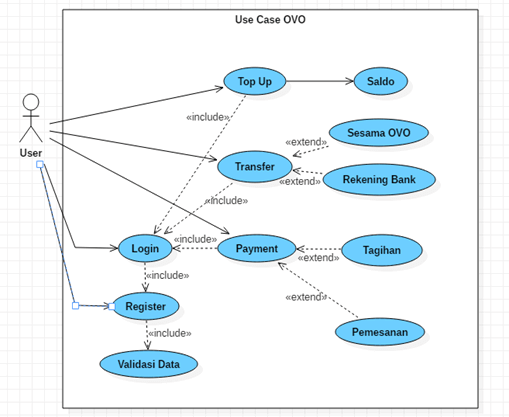 Use Case OVO
Top Up
Saldo
«include»
Sesama OVO
«extend»
User
Transfer
Rekening Bank
«extend»
«include»
Login
«include»
Payment
«extend»
Tagihan
«include»
Register
«extend»
«include»
Pemesanan
Validasi Data